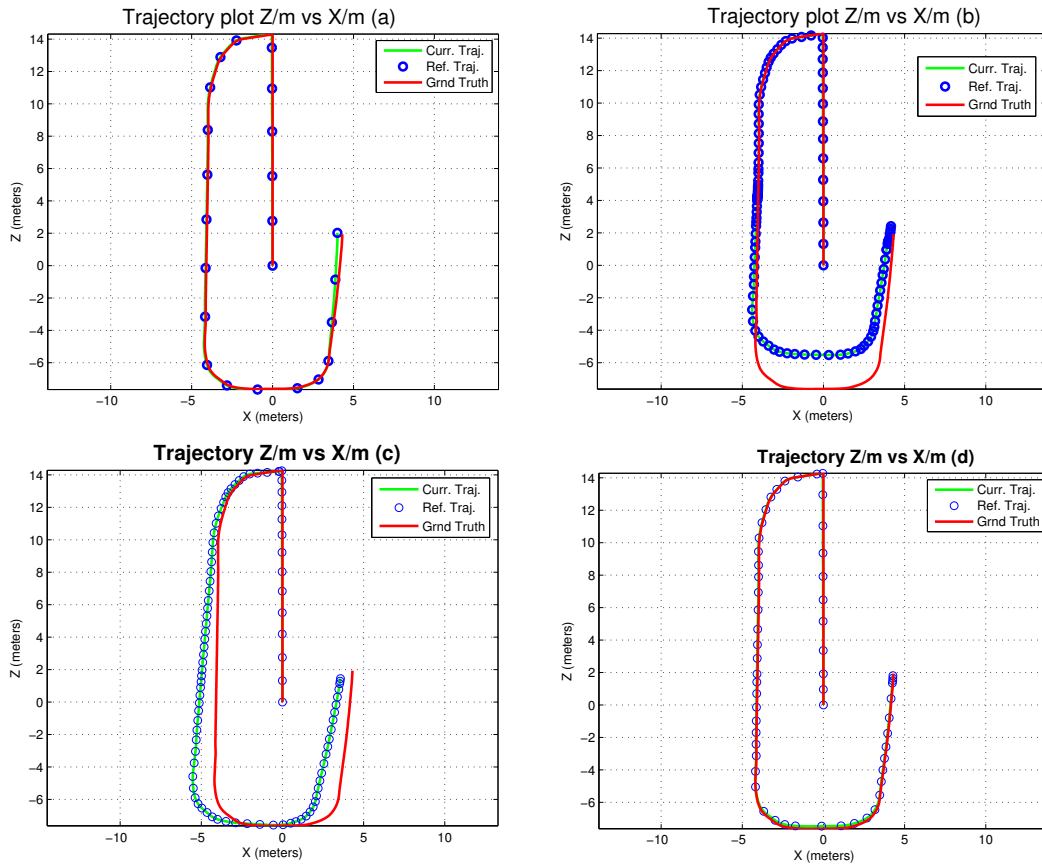 Trajectory plot Z/m vs X/m (a)
14
12
10
8
6
4
2
0
−2
−4
−6
Z (meters)
−10
−5
0
5
10
X (meters)
Curr. Traj.
Ref. Traj.
Grnd Truth
Trajectory plot Z/m vs X/m (b)
14
12
10
8
6
4
2
0
−2
−4
−6
Z (meters)
−10
−5
0
5
10
X (meters)
Curr. Traj.
Ref. Traj.
Grnd Truth
Trajectory Z/m vs X/m (c)
14
12
10
8
6
4
2
0
−2
−4
−6
Z (meters)
−10
−5
0
5
10
X (meters)
Curr. Traj.
Ref. Traj.
Grnd Truth
Trajectory Z/m vs X/m (d)
14
12
10
8
6
4
2
0
−2
−4
−6
Z (meters)
−10
−5
0
5
10
X (meters)
Curr. Traj.
Ref. Traj.
Grnd Truth